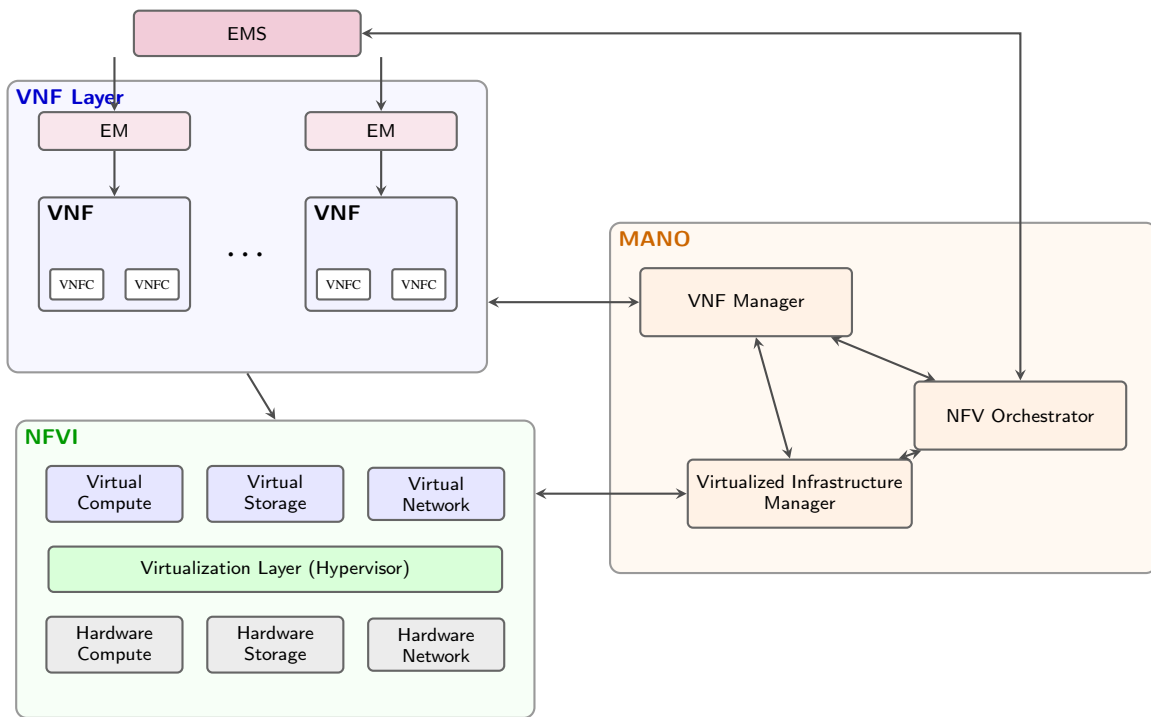 EMS
VNF Layer
EM
EM
VNF
VNF
...
VNFC
VNFC
VNFC
VNFC
MANO
VNF Manager
NFV Orchestrator
Virtualized Infrastructure
Manager
NFVI
Virtual
Compute
Virtual
Storage
Virtual
Network
Virtualization Layer (Hypervisor)
Hardware
Compute
Hardware
Storage
Hardware
Network